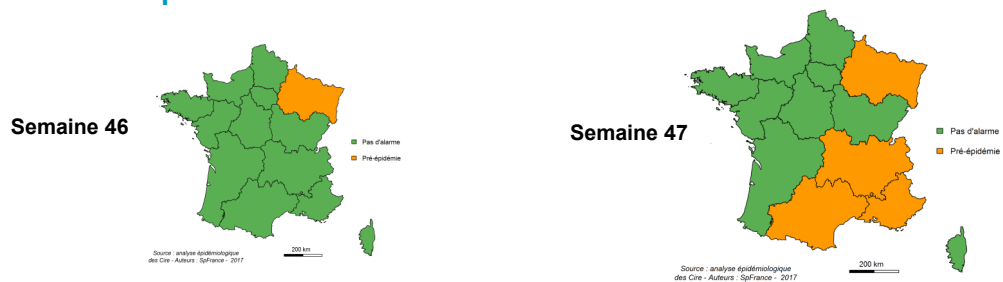 Semaine 46
Pas d'alarme
Pré-épidémie
Source : analyse épidémiologique
des Cire - Auteurs : SpFrance - 2017
200 km
Semaine 47
Pas d'alarme
Pré-épidémie
Source : analyse épidémiologique
des Cire - Auteurs : SpFrance - 2017
200 km